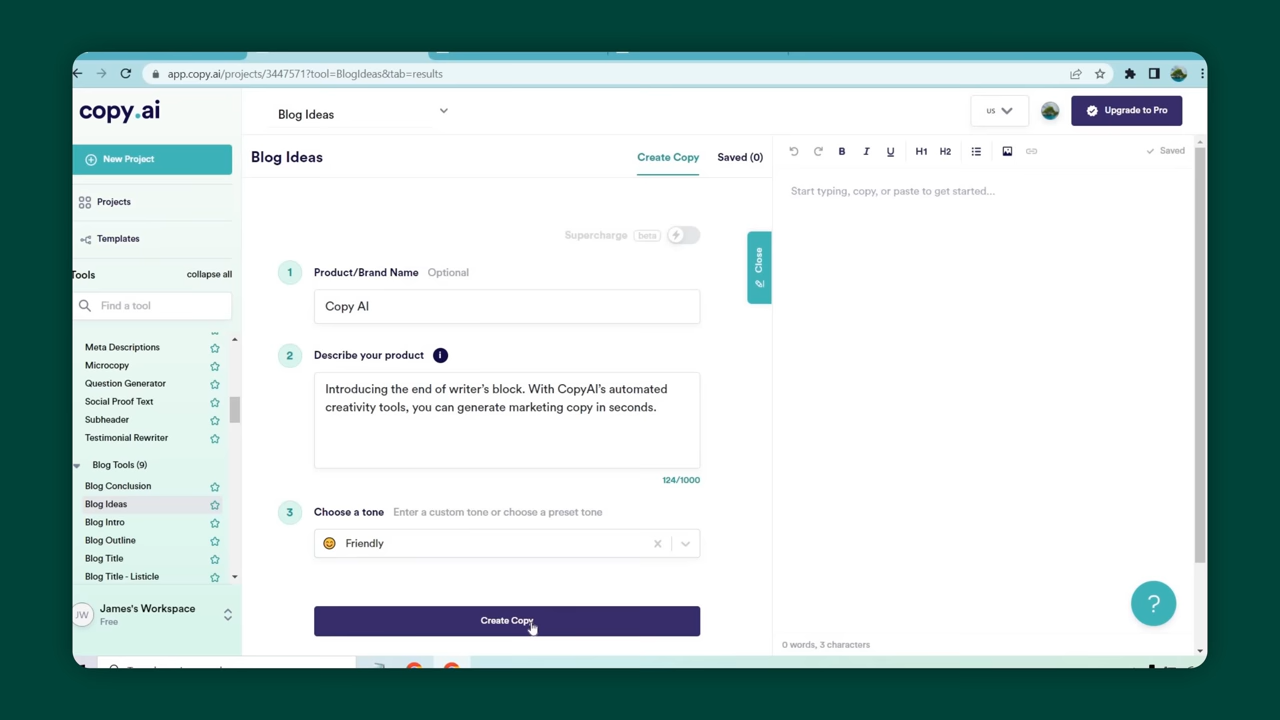 app.copy.ai/projects/3447571?tool=BlogIdeas&tab=results
copy.ai
Blog Ideas
US
Upgrade to Pro
New Project
Projects
Templates
Tools
collapse all
Find a tool
Meta Descriptions
Microcopy
Question Generator
Social Proof Text
Subheader
Testimonial Rewriter
Blog Tools (9)
Blog Conclusion
Blog Ideas
Blog Intro
Blog Outline
Blog Title
Blog Title - Listicle
JW
James's Workspace
Free
Blog Ideas
Create Copy
Saved (0)
Supercharge beta
1 Product/Brand Name Optional
Copy AI
2 Describe your product i
Introducing the end of writer's block. With CopyAI's automated
creativity tools, you can generate marketing copy in seconds.
124/1000
3 Choose a tone Enter a custom tone or choose a preset tone
Friendly
Create Copy
Close
B I U H1 H2
Saved
Start typing, copy, or paste to get started...
?
0 words, 3 characters